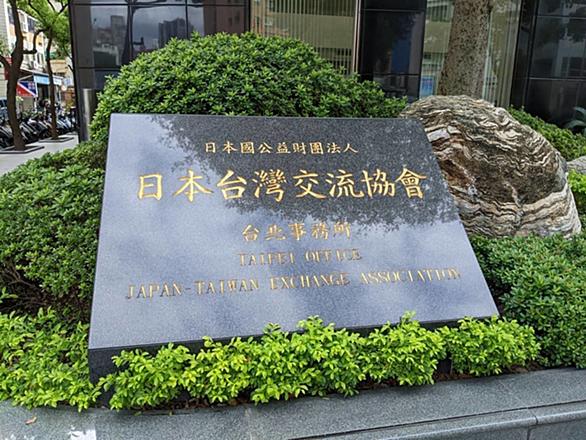 日本國公益財團法人
日本台灣交流協會
台北事務所
TAIPEI OFFICE
JAPAN-TAIWAN EXCHANGE ASSOCIATION